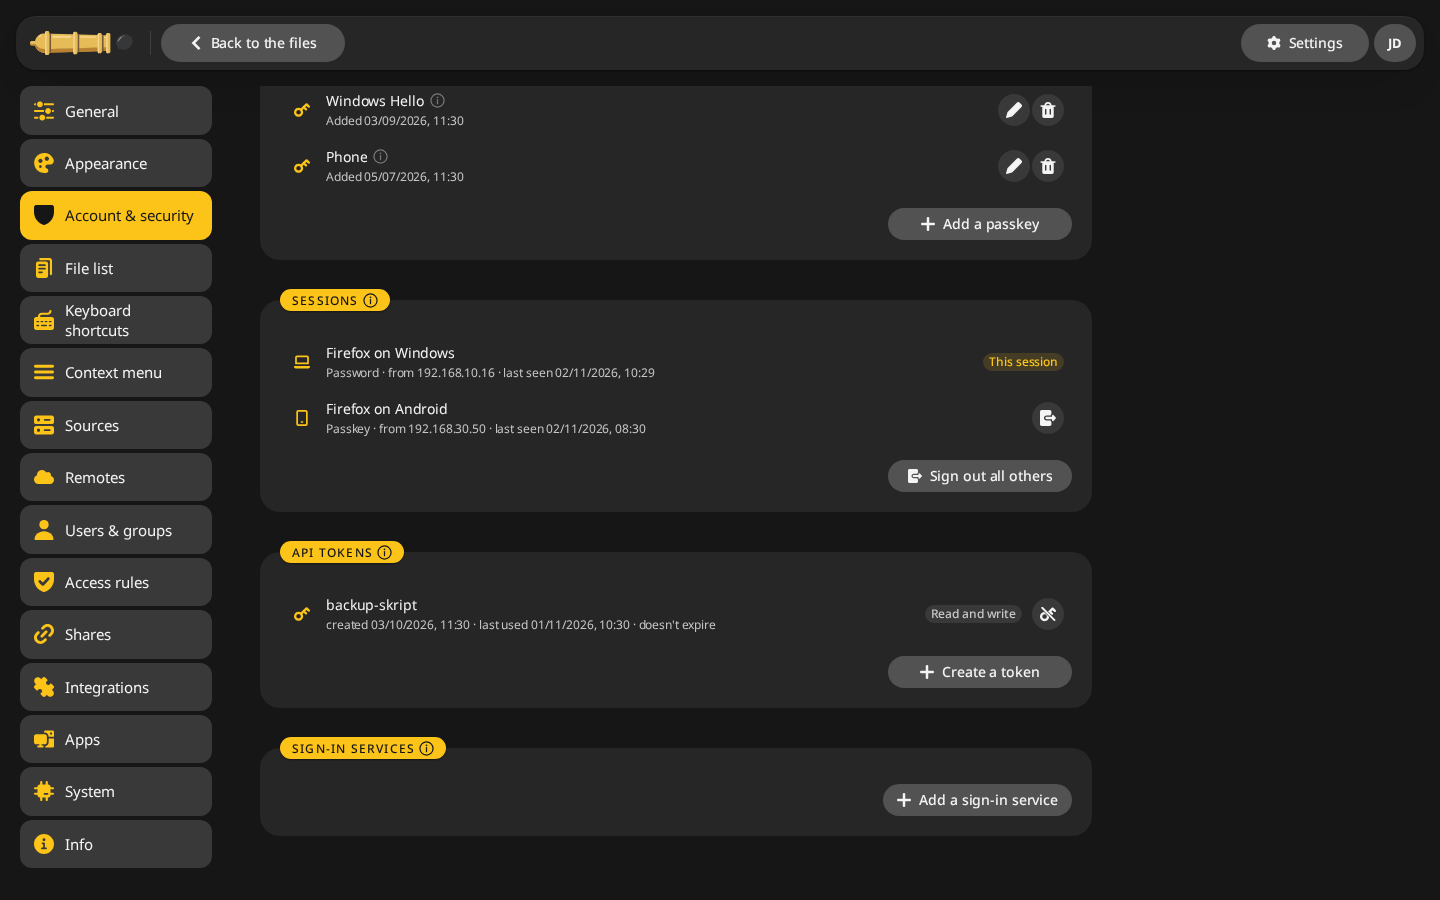 Back to the files
Settings
JD
General
Appearance
Account & security
File list
Keyboard
shortcuts
Context menu
Sources
Remotes
Users & groups
Access rules
Shares
Integrations
Apps
System
Info
Windows Hello
Added 03/09/2026, 11:30
Phone
Added 05/07/2026, 11:30
Add a passkey
SESSIONS
Firefox on Windows
Password · from 192.168.10.16 · last seen 02/11/2026, 10:29
This session
Firefox on Android
Passkey · from 192.168.30.50 · last seen 02/11/2026, 08:30
Sign out all others
API TOKENS
backup-skript
created 03/10/2026, 11:30 · last used 01/11/2026, 10:30 · doesn't expire
Read and write
Create a token
SIGN-IN SERVICES
Add a sign-in service